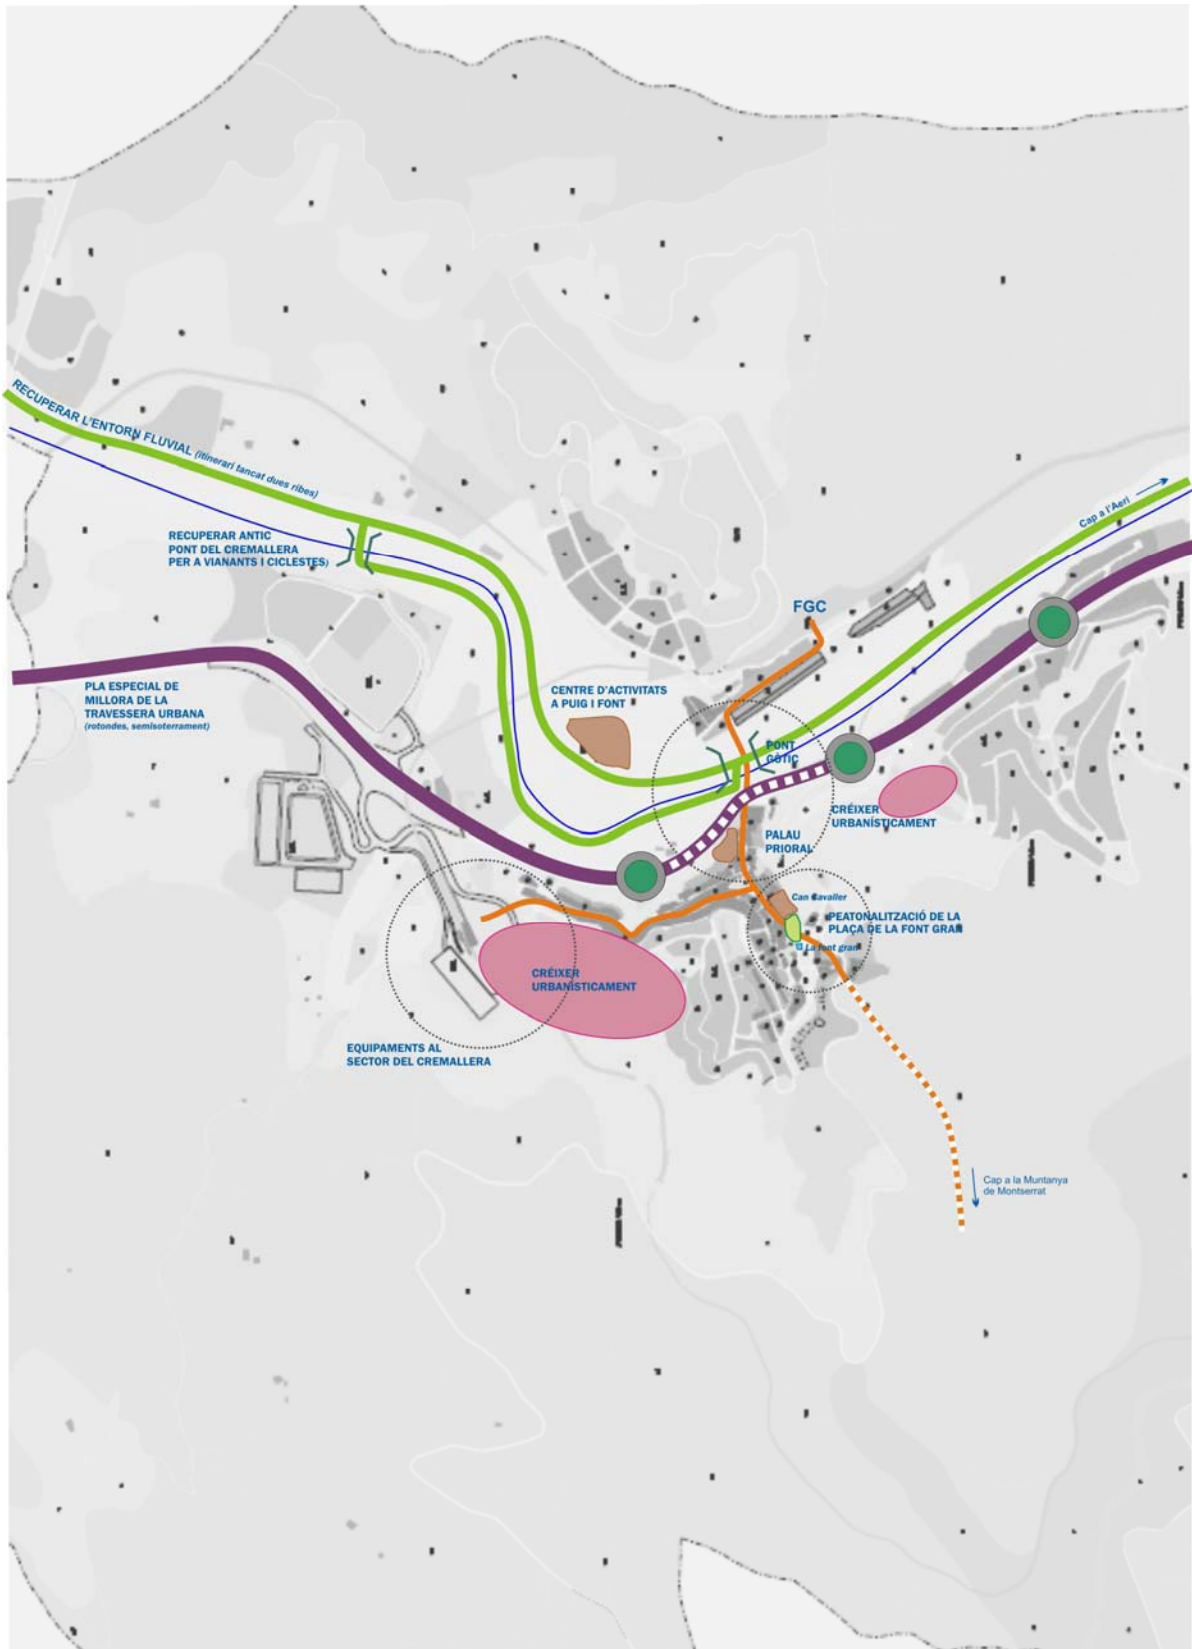 RECUPERAR L'ENTORN FLUVIAL (itinerari tancat dues ribes)
Cap a l'Aeri
RECUPERAR ANTIC
PONT DEL CREMALLERA
PER A VIANANTS I CICLESTES)
FGC
PLA ESPECIAL DE
MILLORA DE LA
TRAVESSERA URBANA
(rotondes, semisoterrament)
CENTRE D'ACTIVITATS
A PUIG I FONT
PONT
GÒTIC
CRÉIXER
URBANÍSTICAMENT
PALAU
PRIORAL
Can Cavaller
PEATONALITZACIÓ DE LA
PLAÇA DE LA FONT GRAN
La font gran
CRÉIXER
URBANÍSTICAMENT
EQUIPAMENTS AL
SECTOR DEL CREMALLERA
Cap a la Muntanya
de Montserrat